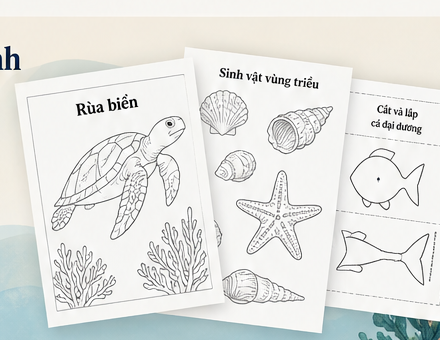 nh
Rùa biển
Sinh vật vùng triều
Cắt và lắp
cá đại dương